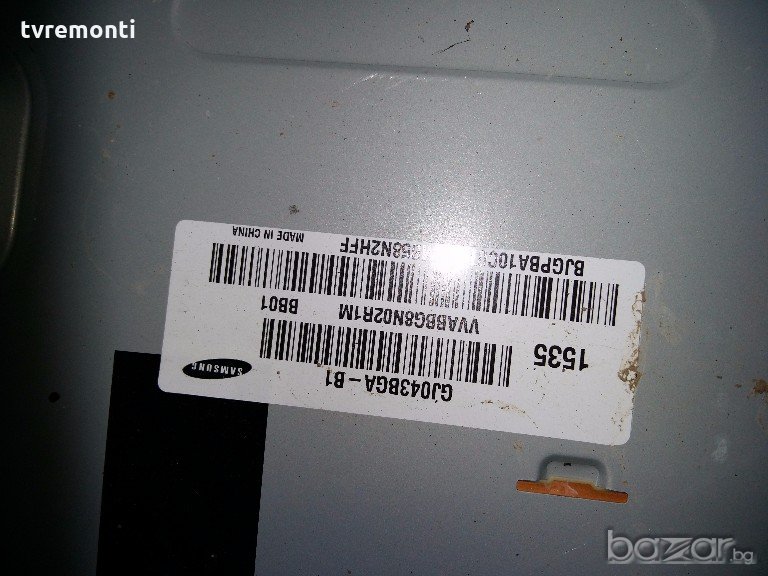 tvremonti
GJ043BGA-B1
SAMSUNG
1535
VVABBG8N02R1M
BB01
MADE IN CHINA
bazar.bg